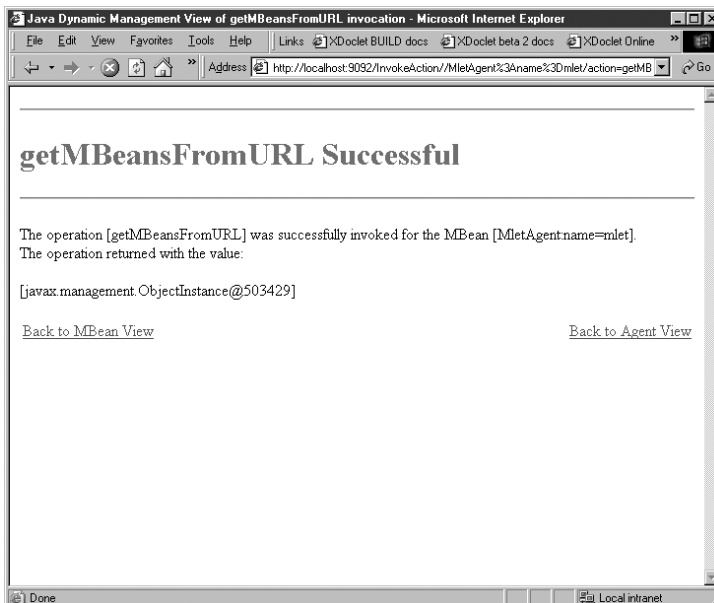 Java Dynamic Management View of getMBeansFromURL invocation - Microsoft Internet Explorer
File Edit View Favorites Tools Help Links XDoclet BUILD docs XDoclet beta 2 docs XDoclet Online »
» Address http://localhost:9092/InvokeAction//MletAgent%3Aname%3Dmlet/action=getMB Go
getMBeansFromURL Successful
The operation [getMBeansFromURL] was successfully invoked for the MBean [MletAgent:name=mlet].
The operation returned with the value:
[javax.management.ObjectInstance@503429]
Back to MBean View Back to Agent View
Done Local intranet